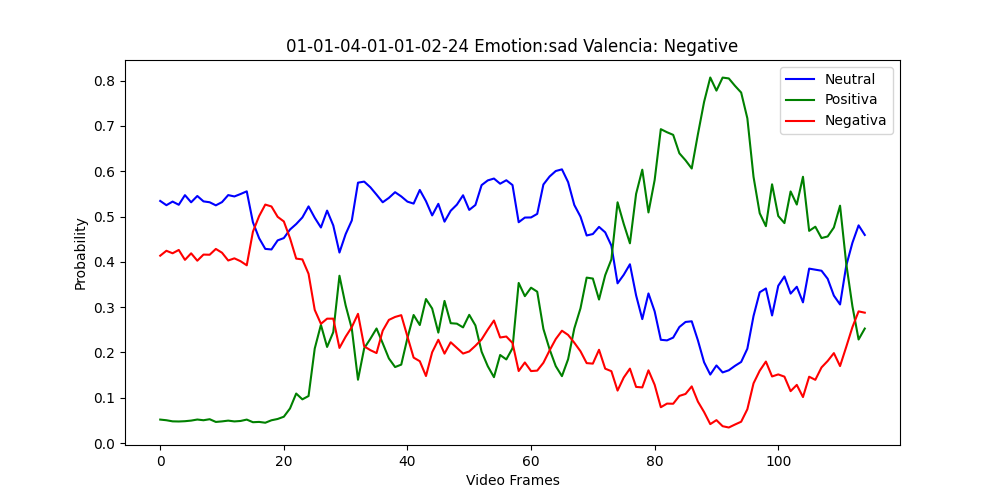 01-01-04-01-01-02-24 Emotion:sad Valencia: Negative
Neutral
Positiva
Negativa
Probability
0.8
0.7
0.6
0.5
0.4
0.3
0.2
0.1
0.0
0
20
40
60
80
100
Video Frames